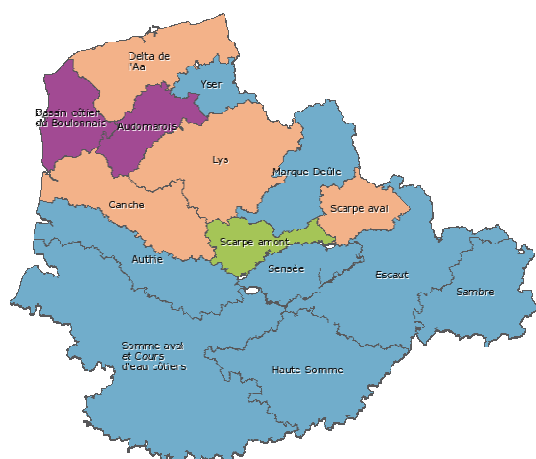 Delta de
l'Aa
Yser
Bassin côtier
du Boulonnais
Audomarois
Lys
Marque Deûle
Canche
Scarpe aval
Scarpe amont
Authie
Sensée
Escaut
Sambre
Somme aval
et Cours
d'eau côtiers
Haute Somme